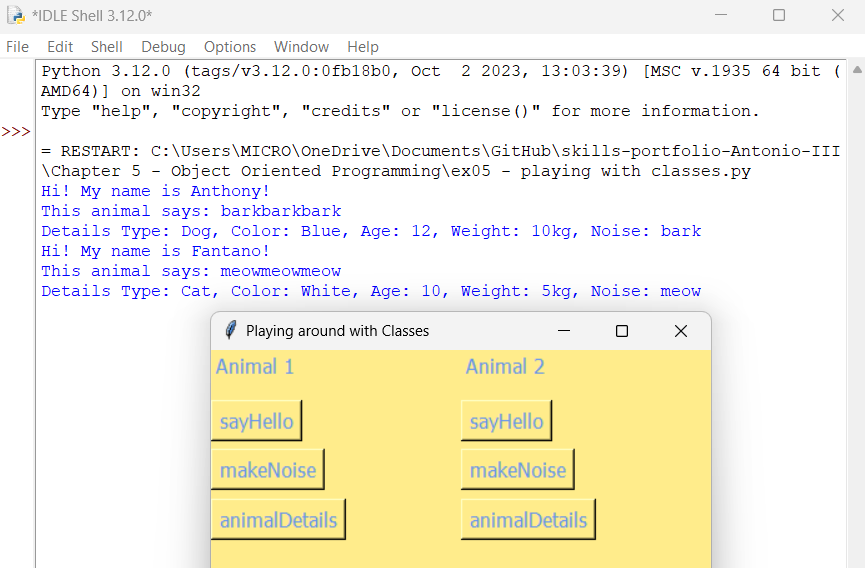 *IDLE Shell 3.12.0*
File Edit Shell Debug Options Window Help
Python 3.12.0 (tags/v3.12.0:0fb18b0, Oct  2 2023, 13:03:39) [MSC v.1935 64 bit (
AMD64)] on win32
Type "help", "copyright", "credits" or "license()" for more information.
>>>
= RESTART: C:\Users\MICRO\OneDrive\Documents\GitHub\skills-portfolio-Antonio-III
\Chapter 5 - Object Oriented Programming\ex05 - playing with classes.py
Hi! My name is Anthony!
This animal says: barkbarkbark
Details Type: Dog, Color: Blue, Age: 12, Weight: 10kg, Noise: bark
Hi! My name is Fantano!
This animal says: meowmeowmeow
Details Type: Cat, Color: White, Age: 10, Weight: 5kg, Noise: meow
Playing around with Classes
Animal 1 Animal 2
sayHello sayHello
makeNoise makeNoise
animalDetails animalDetails